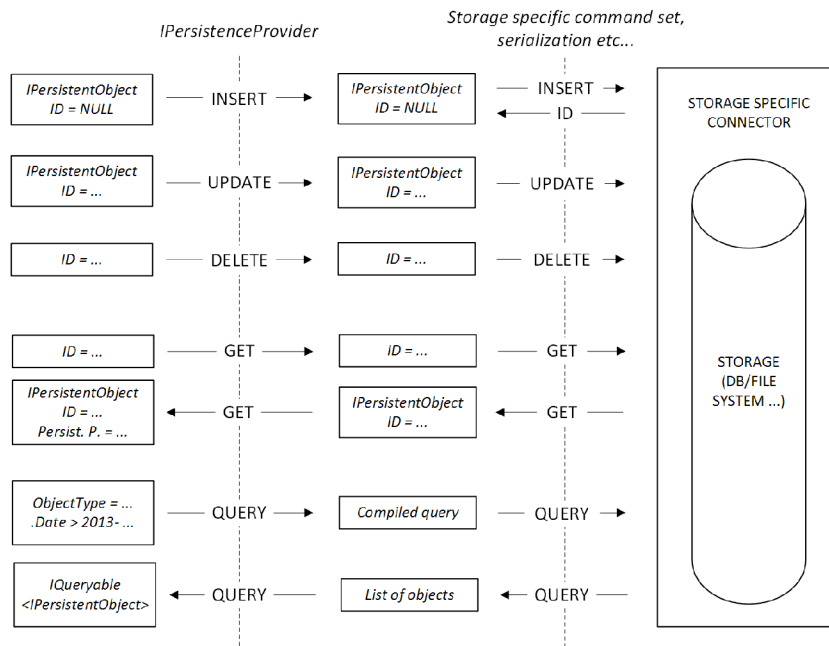 IPersistenceProvider
Storage specific command set,
serialization etc...
IPersistentObject
ID = NULL
INSERT
IPersistentObject
ID = NULL
INSERT
ID
STORAGE SPECIFIC
CONNECTOR
IPersistentObject
ID = ...
UPDATE
IPersistentObject
ID = ...
UPDATE
ID = ...
DELETE
ID = ...
DELETE
ID = ...
GET
ID = ...
GET
STORAGE
(DB/FILE
SYSTEM ...)
IPersistentObject
ID = ...
Persist. P. = ...
GET
IPersistentObject
ID = ...
GET
ObjectType = ...
.Date > 2013- ...
QUERY
Compiled query
QUERY
IQueryable
<IPersistentObject>
QUERY
List of objects
QUERY